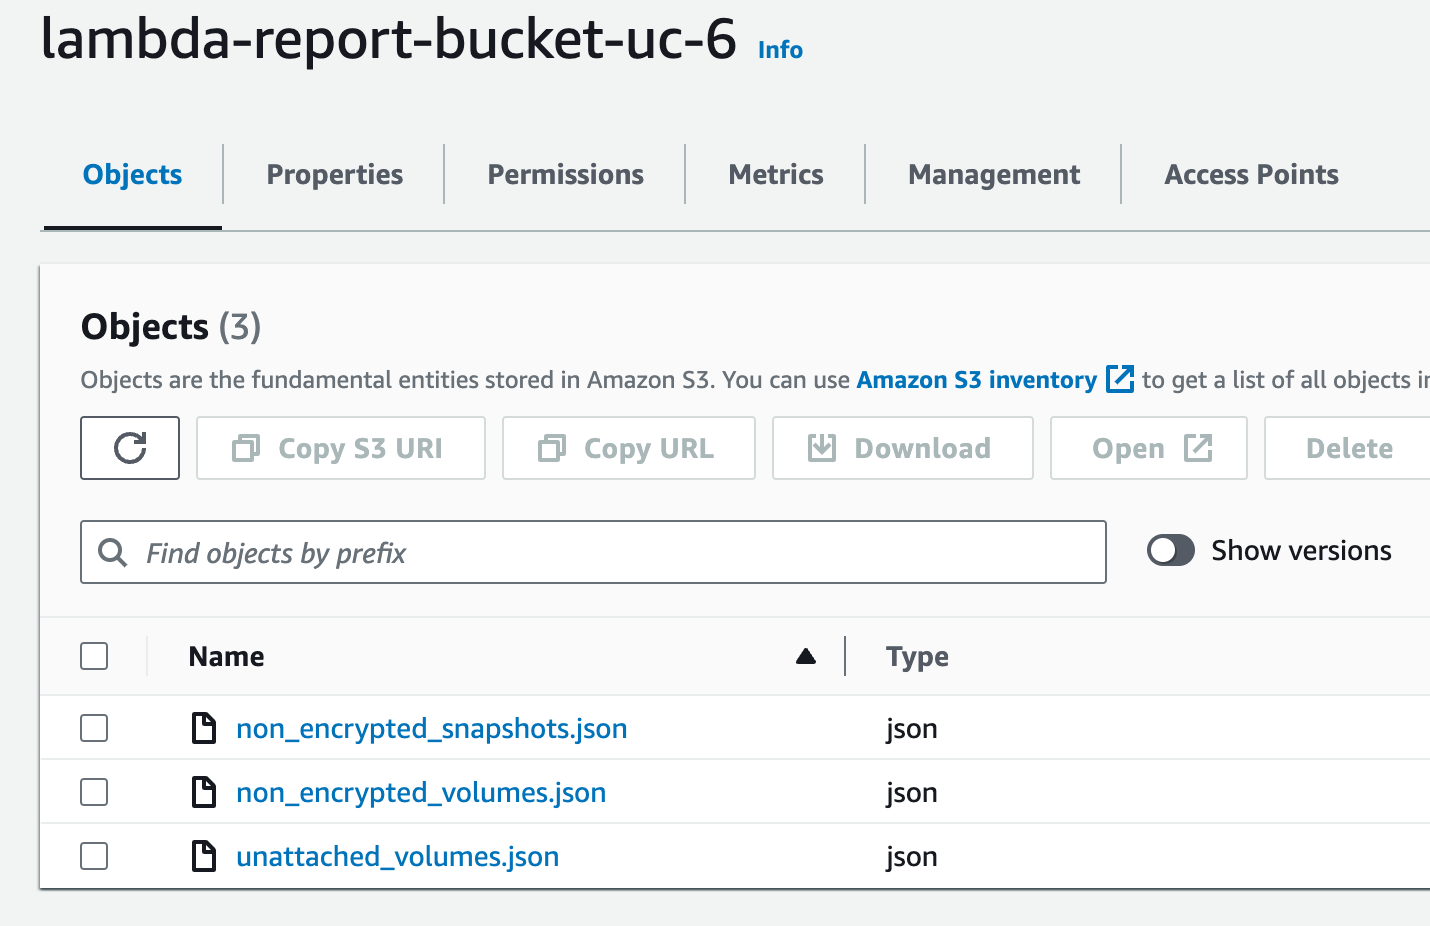 lambda-report-bucket-uc-6 Info
Objects Properties Permissions Metrics Management Access Points
Objects (3)
Objects are the fundamental entities stored in Amazon S3. You can use Amazon S3 inventory to get a list of all objects
Copy S3 URI Copy URL Download Open Delete
Find objects by prefix Show versions
Name Type
non_encrypted_snapshots.json json
non_encrypted_volumes.json json
unattached_volumes.json json